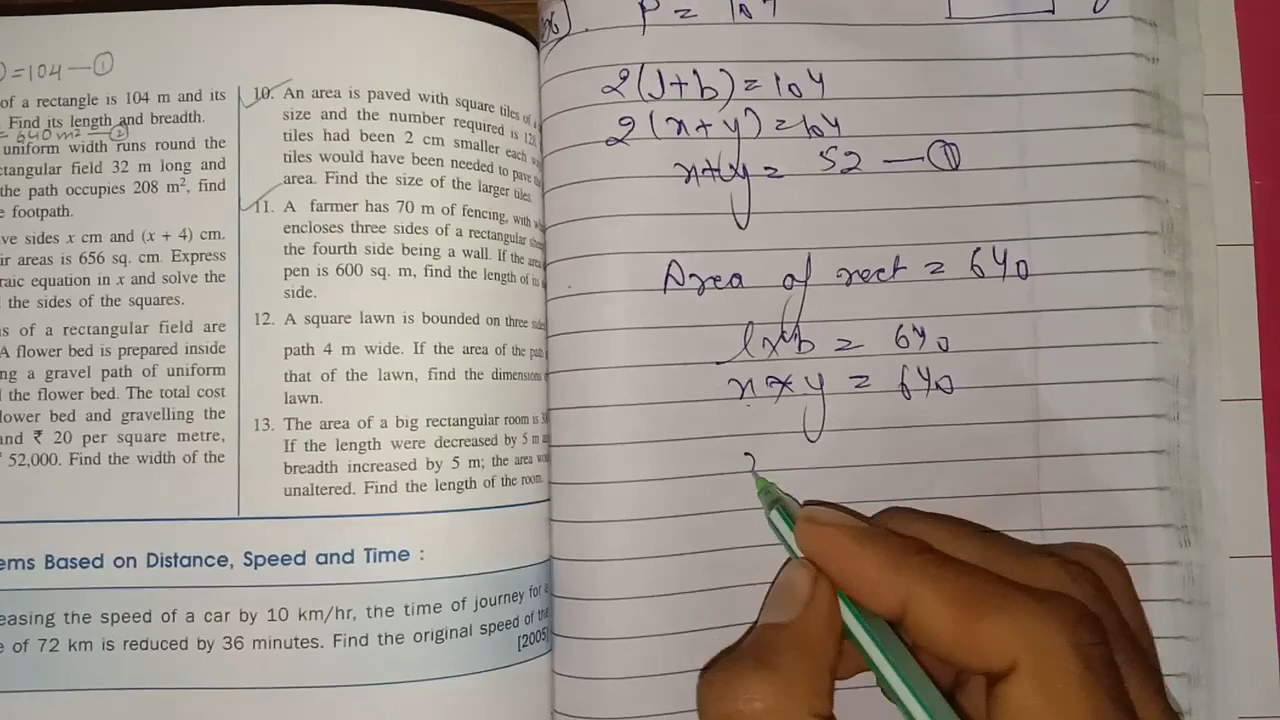 ) = 104 — ①
of a rectangle is 104 m and its
Find its length and breadth.
= 640 m² — ②
uniform width runs round the
ctangular field 32 m long and
the path occupies 208 m², find
e footpath.
ve sides x cm and (x + 4) cm.
ir areas is 656 sq. cm. Express
raic equation in x and solve the
the sides of the squares.
s of a rectangular field are
A flower bed is prepared inside
ng a gravel path of uniform
the flower bed. The total cost
lower bed and gravelling the
and ₹ 20 per square metre,
52,000. Find the width of the
10. An area is paved with square tiles of
size and the number required is 12
tiles had been 2 cm smaller each
tiles would have been needed to pave
area. Find the size of the larger tiles
11. A farmer has 70 m of fencing, with
encloses three sides of a rectangular
the fourth side being a wall. If the area
pen is 600 sq. m, find the length of its
side.
12. A square lawn is bounded on three
path 4 m wide. If the area of the
that of the lawn, find the dimensions
lawn.
13. The area of a big rectangular room is
If the length were decreased by 5 m
breadth increased by 5 m; the area
unaltered. Find the length of the room.
ems Based on Distance, Speed and Time :
easing the speed of a car by 10 km/hr, the time of journey for
e of 72 km is reduced by 36 minutes. Find the original speed of the
[2005]
P = 104
2(l+b) = 104
2(x+y) = 104
x+y = 52 — ①
Area of rect = 640
l×b = 640
x × y = 640